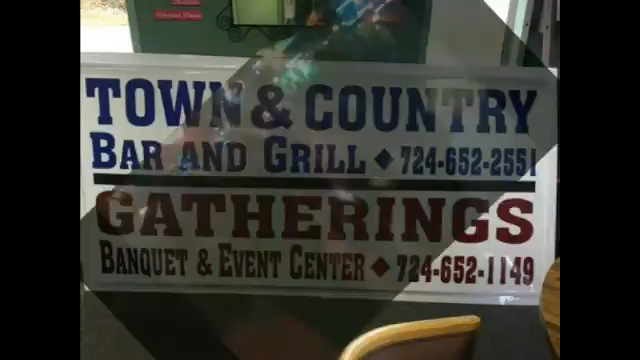 TOWN & COUNTRY
BAR AND GRILL ♦ 724-652-2551
GATHERINGS
BANQUET & EVENT CENTER ♦ 724-652-1149